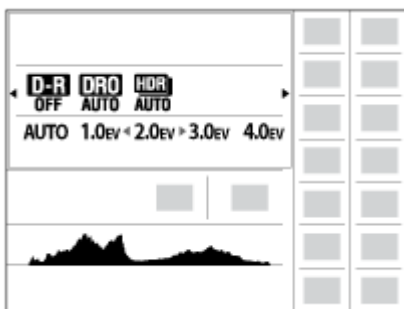 D-R DRO HDR
OFF AUTO AUTO
AUTO 1.0EV 2.0EV 3.0EV 4.0EV